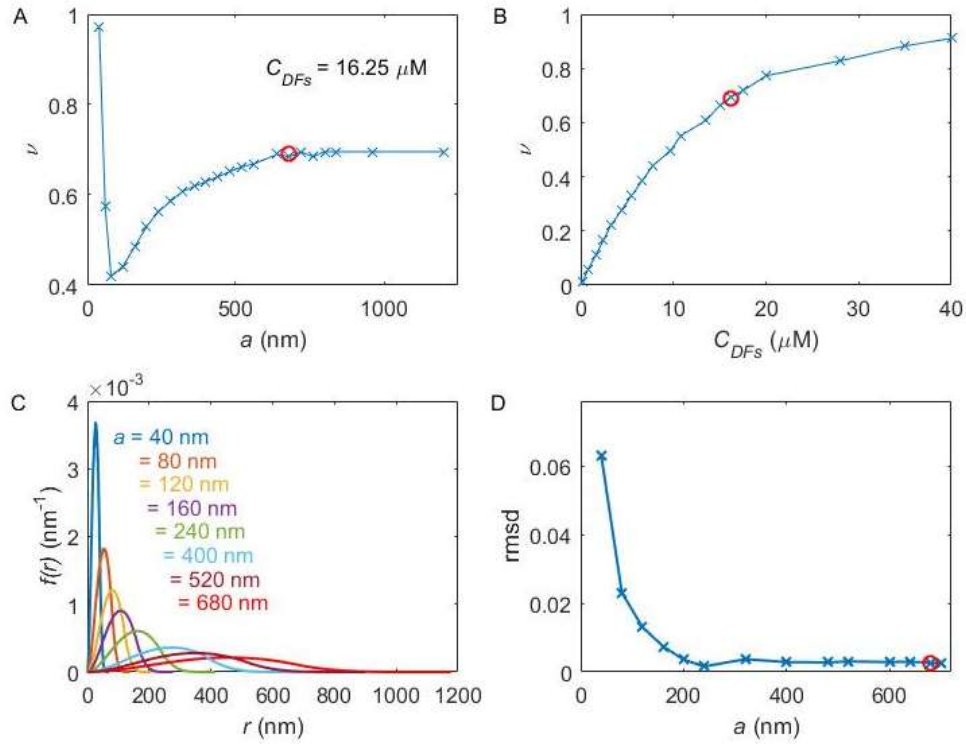 A
1
0.8
0.6
0.4
ν
C_DFs = 16.25 μM
0
500
1000
a (nm)
B
1
0.8
0.6
0.4
0.2
0
ν
0
10
20
30
40
C_DFs (μM)
C
× 10⁻³
4
3
2
1
0
f(r) (nm⁻¹)
a = 40 nm
= 80 nm
= 120 nm
= 160 nm
= 240 nm
= 400 nm
= 520 nm
= 680 nm
0 200 400 600 800 1000 1200
r (nm)
D
0.06
0.04
0.02
0
rmsd
0
200
400
600
a (nm)